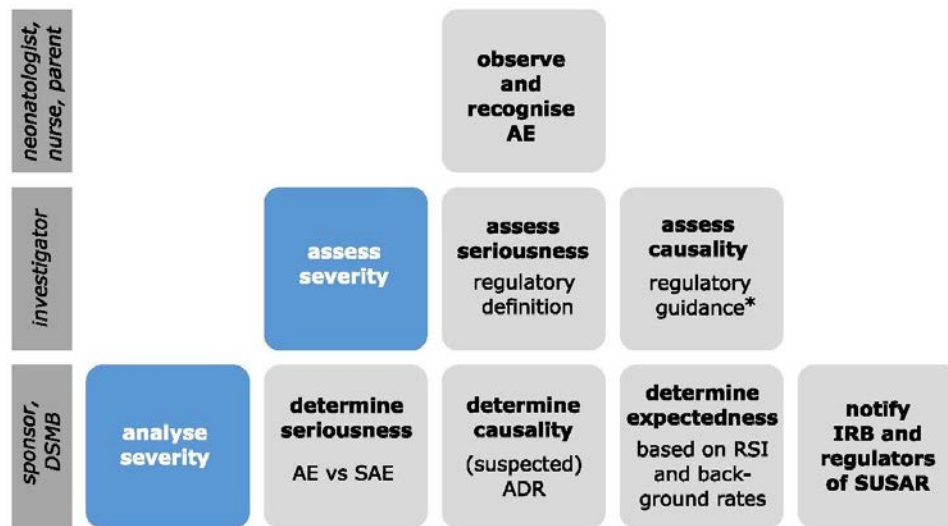 neonatologist,
nurse, parent
observe
and
recognise
AE
investigator
assess
severity
assess
seriousness
regulatory
definition
assess
causality
regulatory
guidance*
sponsor,
DSMB
analyse
severity
determine
seriousness
AE vs SAE
determine
causality
(suspected)
ADR
determine
expectedness
based on RSI
and back-
ground rates
notify
IRB and
regulators
of SUSAR